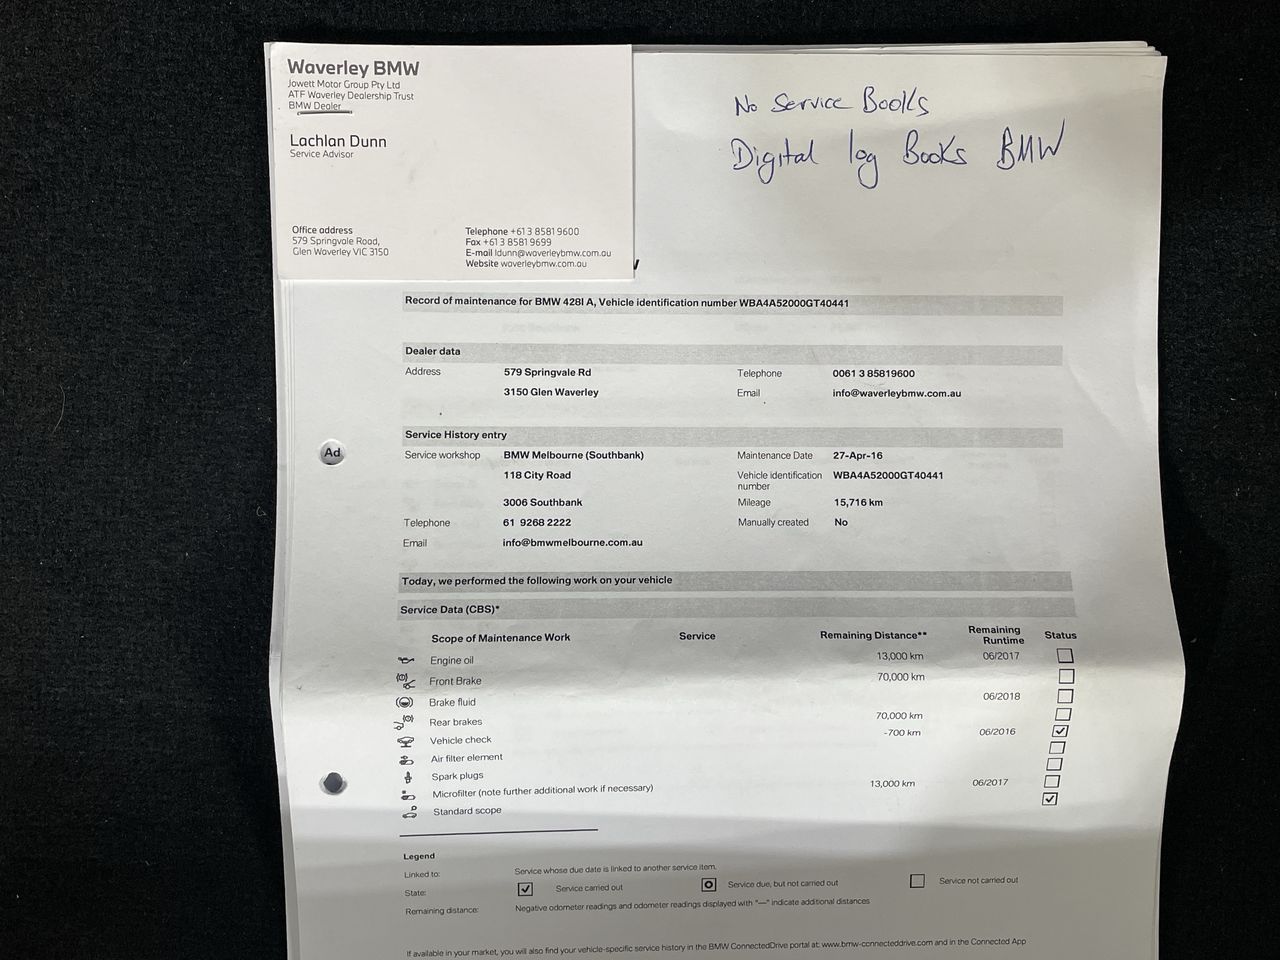 Waverley BMW
Jowett Motor Group Pty Ltd
ATF Waverley Dealership Trust
BMW Dealer
Lachlan Dunn
Service Advisor
Office address
579 Springvale Road,
Glen Waverley VIC 3150
Telephone +61 3 8581 9600
Fax +61 3 8581 9699
E-mail ldunn@waverleybmw.com.au
Website waverleybmw.com.au
No Service Books
Digital log Books BMW
Record of maintenance for BMW 428I A, Vehicle identification number WBA4A52000GT40441
Dealer data
Address 579 Springvale Rd Telephone 0061 3 85819600
3150 Glen Waverley Email info@waverleybmw.com.au
Service History entry
Service workshop BMW Melbourne (Southbank) Maintenance Date 27-Apr-16
118 City Road Vehicle identification number WBA4A52000GT40441
3006 Southbank Mileage 15,716 km
Telephone 61 9268 2222 Manually created No
Email info@bmwmelbourne.com.au
Today, we performed the following work on your vehicle
Service Data (CBS)*
Scope of Maintenance Work Service Remaining Distance** Remaining Runtime Status
Engine oil 13,000 km 06/2017
Front Brake 70,000 km
Brake fluid 06/2018
Rear brakes 70,000 km
Vehicle check -700 km 06/2016
Air filter element
Spark plugs
Microfilter (note further additional work if necessary) 13,000 km 06/2017
Standard scope
Legend
Linked to: Service whose due date is linked to another service item.
State: Service carried out Service due, but not carried out Service not carried out
Remaining distance: Negative odometer readings and odometer readings displayed with "—" indicate additional distances
If available in your market, you will also find your vehicle-specific service history in the BMW ConnectedDrive portal at: www.bmw-connecteddrive.com and in the Connected App
Ad